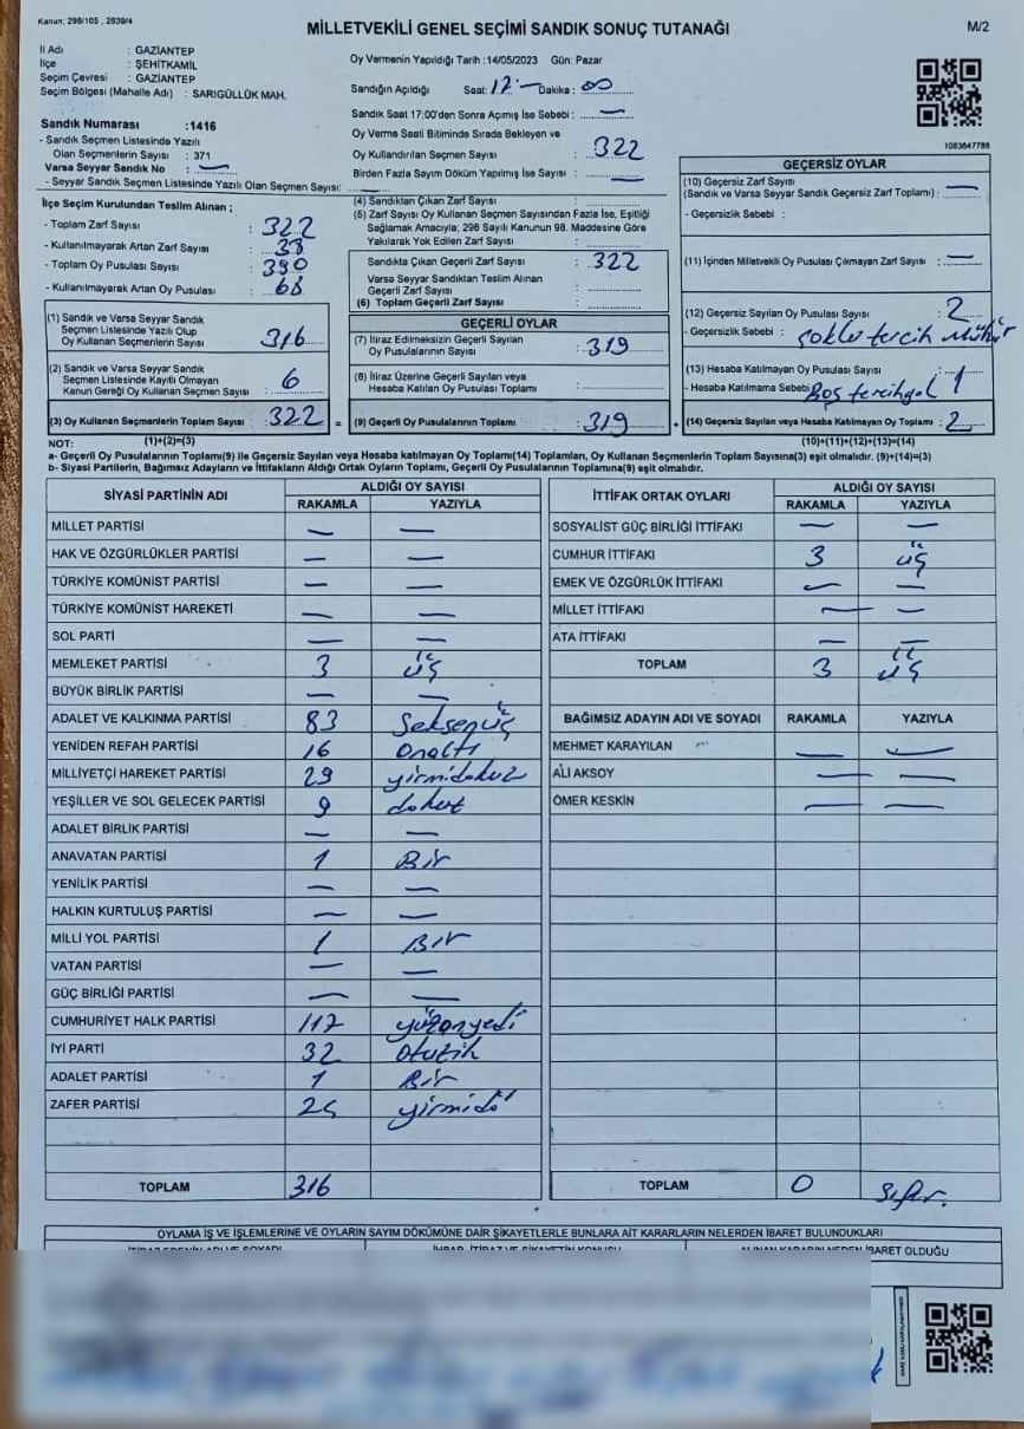 Kanun: 298/105 , 2839/4
MİLLETVEKİLİ GENEL SEÇİMİ SANDIK SONUÇ TUTANAĞI
M/2
İl Adı : GAZİANTEP
İlçe : ŞEHİTKAMİL
Seçim Çevresi : GAZİANTEP
Seçim Bölgesi (Mahalle Adı) : SARIGÜLLÜK MAH.
Sandık Numarası :1416
- Sandık Seçmen Listesinde Yazılı
Olan Seçmenlerin Sayısı : 371
Varsa Seyyar Sandık No : —
- Seyyar Sandık Seçmen Listesinde Yazılı Olan Seçmen Sayısı: —
İlçe Seçim Kurulundan Teslim Alınan ;
- Toplam Zarf Sayısı : 322
- Kullanılmayarak Artan Zarf Sayısı : 38
- Toplam Oy Pusulası Sayısı : 390
- Kullanılmayarak Artan Oy Pusulası : 68
(1) Sandık ve Varsa Seyyar Sandık
Seçmen Listesinde Yazılı Olup
Oy Kullanan Seçmenlerin Sayısı : 316
(2) Sandık ve Varsa Seyyar Sandık
Seçmen Listesinde Kayıtlı Olmayan
Kanun Gereği Oy Kullanan Seçmen Sayısı : 6
(3) Oy Kullanan Seçmenlerin Toplam Sayısı : 322 =
Oy Vermenin Yapıldığı Tarih :14/05/2023 Gün: Pazar
Sandığın Açıldığı Saat: 17 — Dakika : 00
Sandık Saat 17:00'den Sonra Açımış İse Sebebi : —
Oy Verme Saati Bitiminde Sırada Bekleyen ve
Oy Kullandırılan Seçmen Sayısı : 322
Birden Fazla Sayım Döküm Yapılmış İse Sayısı : —
(4) Sandıktan Çıkan Zarf Sayısı :
(5) Zarf Sayısı Oy Kullanan Seçmen Sayısından Fazla İse, Eşitliği
Sağlamak Amacıyla; 298 Sayılı Kanunun 98. Maddesine Göre
Yakılarak Yok Edilen Zarf Sayısı :
Sandıkta Çıkan Geçerli Zarf Sayısı : 322
Varsa Seyyar Sandıktan Teslim Alınan
Geçerli Zarf Sayısı :
(6) Toplam Geçerli Zarf Sayısı :
GEÇERLİ OYLAR
(7) İtiraz Edilmeksizin Geçerli Sayılan
Oy Pusulalarının Sayısı : 319
(8) İtiraz Üzerine Geçerli Sayılan veya
Hesaba Katılan Oy Pusulası Toplamı :
(9) Geçerli Oy Pusulalarının Toplamı : 319 +
1083647788
GEÇERSİZ OYLAR
(10) Geçersiz Zarf Sayısı
(Sandık ve Varsa Seyyar Sandık Geçersiz Zarf Toplamı) : —
- Geçersizlik Sebebi :
(11) İçinden Milletvekili Oy Pusulası Çıkmayan Zarf Sayısı : —
(12) Geçersiz Sayılan Oy Pusulası Sayısı : 2
- Geçersizlik Sebebi : çoklu tercih mühür
(13) Hesaba Katılmayan Oy Pusulası Sayısı : 1
- Hesaba Katılmama Sebebi: Boş
(14) Geçersiz Sayılan veya Hesaba Katılmayan Oy Toplamı : 2
NOT: (1)+(2)=(3) (10)+(11)+(12)+(13)=(14)
a- Geçerli Oy Pusulalarının Toplamı(9) ile Geçersiz Sayılan veya Hesaba katılmayan Oy Toplamı(14) Toplamları, Oy Kullanan Seçmenlerin Toplam Sayısına(3) eşit olmalıdır. (9)+(14)=(3)
b- Siyasi Partilerin, Bağımsız Adayların ve İttifakların Aldığı Ortak Oyların Toplamı, Geçerli Oy Pusulalarının Toplamına(9) eşit olmalıdır.
SİYASİ PARTİNİN ADI ALDIĞI OY SAYISI
RAKAMLA YAZIYLA
MİLLET PARTİSİ — —
HAK VE ÖZGÜRLÜKLER PARTİSİ — —
TÜRKİYE KOMÜNİST PARTİSİ — —
TÜRKİYE KOMÜNİST HAREKETİ — —
SOL PARTİ — —
MEMLEKET PARTİSİ 3 üç
BÜYÜK BİRLİK PARTİSİ — —
ADALET VE KALKINMA PARTİSİ 83 Seksenüç
YENİDEN REFAH PARTİSİ 16 Onaltı
MİLLİYETÇİ HAREKET PARTİSİ 29 yirmidokuz
YEŞİLLER VE SOL GELECEK PARTİSİ 9 dokuz
ADALET BİRLİK PARTİSİ — —
ANAVATAN PARTİSİ 1 Bir
YENİLİK PARTİSİ — —
HALKIN KURTULUŞ PARTİSİ — —
MİLLİ YOL PARTİSİ 1 Bir
VATAN PARTİSİ — —
GÜÇ BİRLİĞİ PARTİSİ — —
CUMHURİYET HALK PARTİSİ 117 yüzonyedi
İYİ PARTİ 32 otuziki
ADALET PARTİSİ 1 Bir
ZAFER PARTİSİ
TOPLAM 316
İTTİFAK ORTAK OYLARI ALDIĞI OY SAYISI
RAKAMLA YAZIYLA
SOSYALİST GÜÇ BİRLİĞİ İTTİFAKI — —
CUMHUR İTTİFAKI 3 üç
EMEK VE ÖZGÜRLÜK İTTİFAKI — —
MİLLET İTTİFAKI — —
ATA İTTİFAKI — —
TOPLAM 3 üç
BAĞIMSIZ ADAYIN ADI VE SOYADI RAKAMLA YAZIYLA
MEHMET KARAYILAN — —
ALİ AKSOY — —
ÖMER KESKİN — —
TOPLAM 0 Sıfır.
OYLAMA İŞ VE İŞLEMLERİNE VE OYLARIN SAYIM DÖKÜMÜNE DAİR ŞİKAYETLERLE BUNLARA AİT KARARLARIN NELERDEN İBARET BULUNDUKLARI
İBARET OLDUĞU